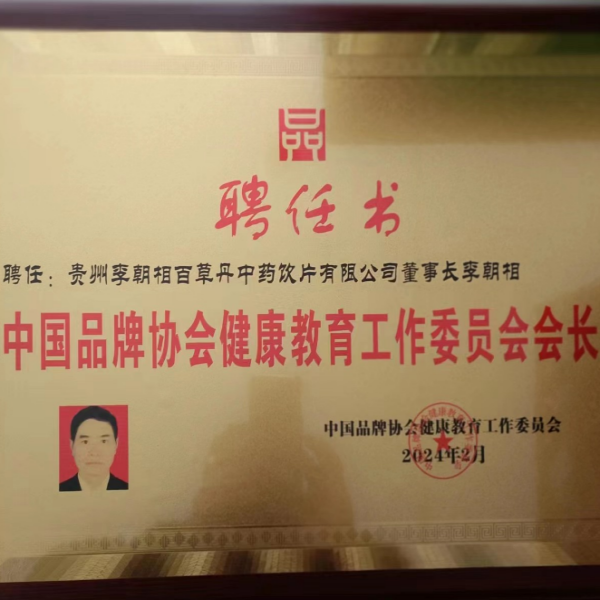 品
聘任书
聘任：贵州李朝相百草丹中药饮片有限公司董事长李朝相
中国品牌协会健康教育工作委员会会长
中国品牌协会健康教育工作委员会
2024年2月